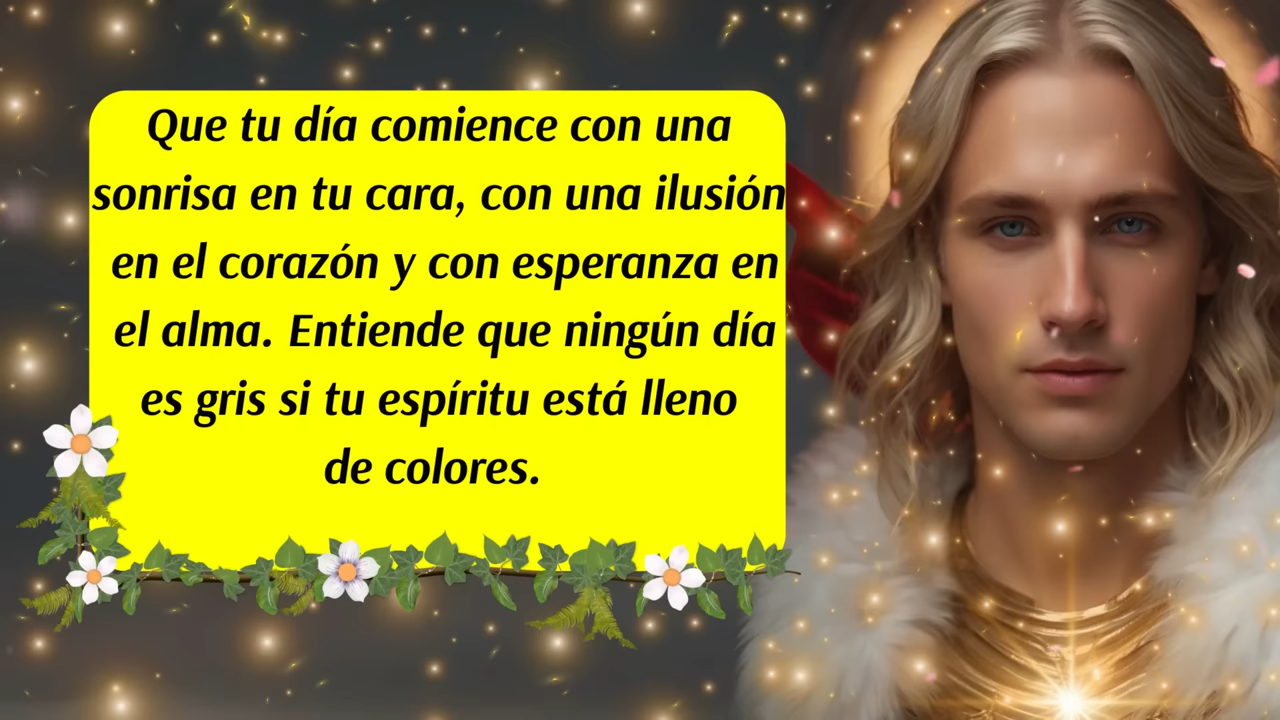 Que tu día comience con una
sonrisa en tu cara, con una ilusión
en el corazón y con esperanza en
el alma. Entiende que ningún día
es gris si tu espíritu está lleno
de colores.